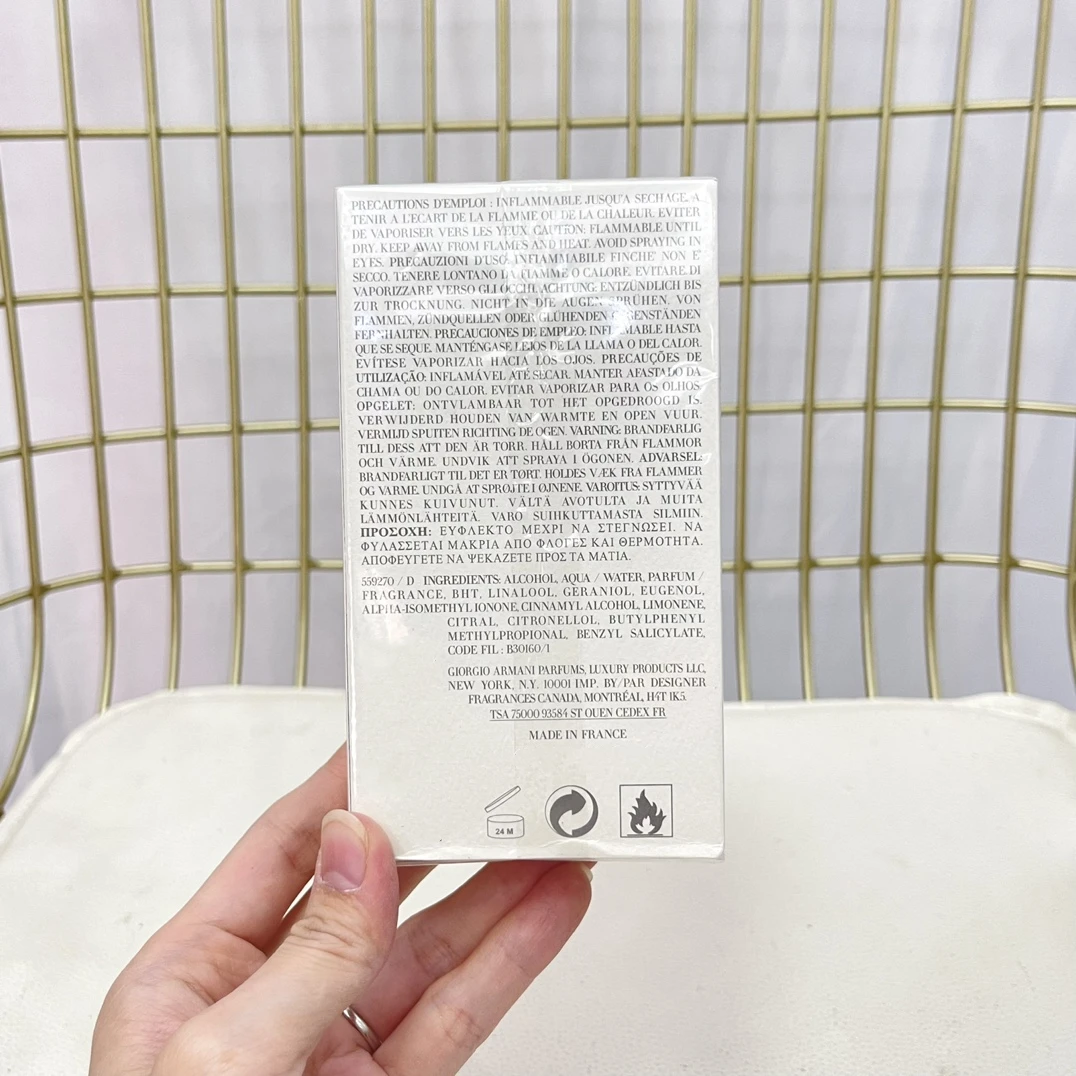 PRECAUTIONS D'EMPLOI : INFLAMMABLE JUSQU'A SECHAGE. A
TENIR A L'ECART DE LA FLAMME OU DE LA CHALEUR. EVITER
DE VAPORISER VERS LES YEUX. CAUTION: FLAMMABLE UNTIL
DRY. KEEP AWAY FROM FLAMES AND HEAT. AVOID SPRAYING IN
EYES. PRECAUZIONI D'USO: INFIAMMABILE FINCHE' NON E'
SECCO. TENERE LONTANO LA FIAMME O CALORE. EVITARE DI
VAPORIZZARE VERSO GLI OCCHI. ACHTUNG: ENTZÜNDLICH BIS
ZUR TROCKNUNG. NICHT IN DIE AUGEN SPRÜHEN. VON
FLAMMEN, ZÜNDQUELLEN ODER GLÜHENDEN GEGENSTÄNDEN
FERNHALTEN. PRECAUCIONES DE EMPLEO: INFLAMABLE HASTA
QUE SE SEQUE. MANTÉNGASE LEJOS DE LA LLAMA O DEL CALOR.
EVÍTESE VAPORIZAR HACIA LOS OJOS. PRECAUÇÕES DE
UTILIZAÇÃO: INFLAMÁVEL ATÉ SECAR. MANTER AFASTADO DA
CHAMA OU DO CALOR. EVITAR VAPORIZAR PARA OS OLHOS.
OPGELET: ONTVLAMBAAR TOT HET OPGEDROOGD IS.
VERWIJDERD HOUDEN VAN WARMTE EN OPEN VUUR.
VERMIJD SPUITEN RICHTING DE OGEN. VARNING: BRANDFARLIG
TILL DESS ATT DEN ÄR TORR. HÅLL BORTA FRÅN FLAMMOR
OCH VÄRME. UNDVIK ATT SPRAYA I ÖGONEN. ADVARSEL:
BRANDFARLIGT TIL DET ER TØRT. HOLDES VÆK FRA FLAMMER
OG VARME. UNDGÅ AT SPRØJTE I ØJNENE. VAROITUS: SYTTYVÄÄ
KUNNES KUIVUNUT. VÄLTÄ AVOTULTA JA MUITA
LÄMMÖNLÄHTEITÄ. VARO SUIHKUTTAMASTA SILMIIN.
ΠΡΟΣΟΧΗ: ΕΥΦΛΕΚΤΟ ΜΕΧΡΙ ΝΑ ΣΤΕΓΝΩΣΕΙ. ΝΑ
ΦΥΛΑΣΣΕΤΑΙ ΜΑΚΡΙΑ ΑΠΟ ΦΛΟΓΕΣ ΚΑΙ ΘΕΡΜΟΤΗΤΑ.
ΑΠΟΦΕΥΓΕΤΕ ΝΑ ΨΕΚΑΖΕΤΕ ΠΡΟΣ ΤΑ ΜΑΤΙΑ.
559270 / D INGREDIENTS: ALCOHOL, AQUA / WATER, PARFUM /
FRAGRANCE, BHT, LINALOOL, GERANIOL, EUGENOL,
ALPHA-ISOMETHYL IONONE, CINNAMYL ALCOHOL, LIMONENE,
CITRAL, CITRONELLOL, BUTYLPHENYL
METHYLPROPIONAL, BENZYL SALICYLATE,
CODE FIL : B30160/1
GIORGIO ARMANI PARFUMS, LUXURY PRODUCTS LLC,
NEW YORK, N.Y. 10001 IMP. BY/PAR DESIGNER
FRAGRANCES CANADA, MONTRÉAL, H4T 1K5.
TSA 75000 93584 ST OUEN CEDEX FR
MADE IN FRANCE
24 M